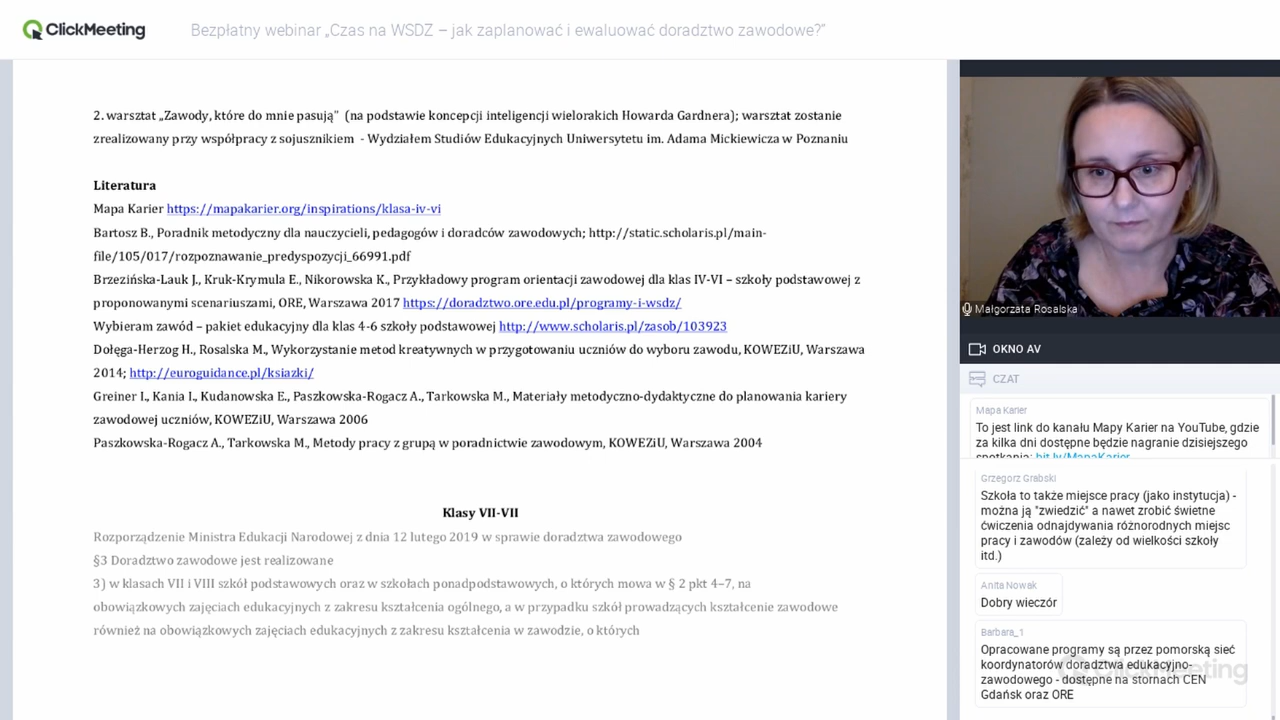 ClickMeeting
Bezpłatny webinar „Czas na WSDZ – jak zaplanować i ewaluować doradztwo zawodowe?”
2. warsztat „Zawody, które do mnie pasują” (na podstawie koncepcji inteligencji wielorakich Howarda Gardnera); warsztat zostanie
zrealizowany przy współpracy z sojusznikiem - Wydziałem Studiów Edukacyjnych Uniwersytetu im. Adama Mickiewicza w Poznaniu
Literatura
Mapa Karier https://mapakarier.org/inspirations/klasa-iv-vi
Bartosz B., Poradnik metodyczny dla nauczycieli, pedagogów i doradców zawodowych; http://static.scholaris.pl/main-
file/105/017/rozpoznawanie_predyspozycji_66991.pdf
Brzezińska-Lauk J., Kruk-Krymula E., Nikorowska K., Przykładowy program orientacji zawodowej dla klas IV-VI – szkoły podstawowej z
proponowanymi scenariuszami, ORE, Warszawa 2017 https://doradztwo.ore.edu.pl/programy-i-wsdz/
Wybieram zawód – pakiet edukacyjny dla klas 4-6 szkoły podstawowej http://www.scholaris.pl/zasob/103923
Dołęga-Herzog H., Rosalska M., Wykorzystanie metod kreatywnych w przygotowaniu uczniów do wyboru zawodu, KOWEZiU, Warszawa
2014; http://euroguidance.pl/ksiazki/
Greiner I., Kania I., Kudanowska E., Paszkowska-Rogacz A., Tarkowska M., Materiały metodyczno-dydaktyczne do planowania kariery
zawodowej uczniów, KOWEZiU, Warszawa 2006
Paszkowska-Rogacz A., Tarkowska M., Metody pracy z grupą w poradnictwie zawodowym, KOWEZiU, Warszawa 2004
Klasy VII-VII
Rozporządzenie Ministra Edukacji Narodowej z dnia 12 lutego 2019 w sprawie doradztwa zawodowego
§3 Doradztwo zawodowe jest realizowane
3) w klasach VII i VIII szkół podstawowych oraz w szkołach ponadpodstawowych, o których mowa w § 2 pkt 4–7, na
obowiązkowych zajęciach edukacyjnych z zakresu kształcenia ogólnego, a w przypadku szkół prowadzących kształcenie zawodowe
również na obowiązkowych zajęciach edukacyjnych z zakresu kształcenia w zawodzie, o których
Małgorzata Rosalska
OKNO AV
CZAT
Mapa Karier
To jest link do kanału Mapy Karier na YouTube, gdzie
za kilka dni dostępne będzie nagranie dzisiejszego
spotkania: bit.ly/MapaKarier
Grzegorz Grabski
Szkoła to także miejsce pracy (jako instytucja) -
można ją "zwiedzić" a nawet zrobić świetne
ćwiczenia odnajdywania różnorodnych miejsc
pracy i zawodów (zależy od wielkości szkoły
itd.)
Anita Nowak
Dobry wieczór
Barbara_1
Opracowane programy są przez pomorską sieć
koordynatorów doradztwa edukacyjno-
zawodowego - dostępne na stornach CEN
Gdańsk oraz ORE
ClickMeeting